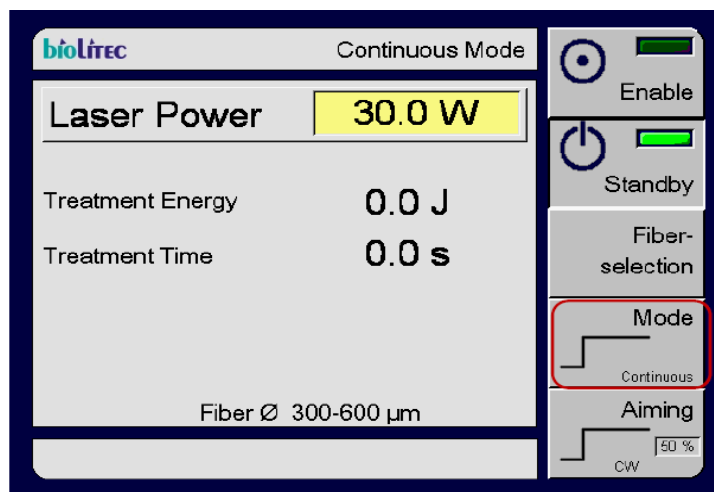 biolitec
Continuous Mode
Laser Power 30.0 W
Treatment Energy 0.0 J
Treatment Time 0.0 s
Fiber Ø 300-600 µm
Enable
Standby
Fiber-
selection
Mode
Continuous
Aiming
50 %
CW